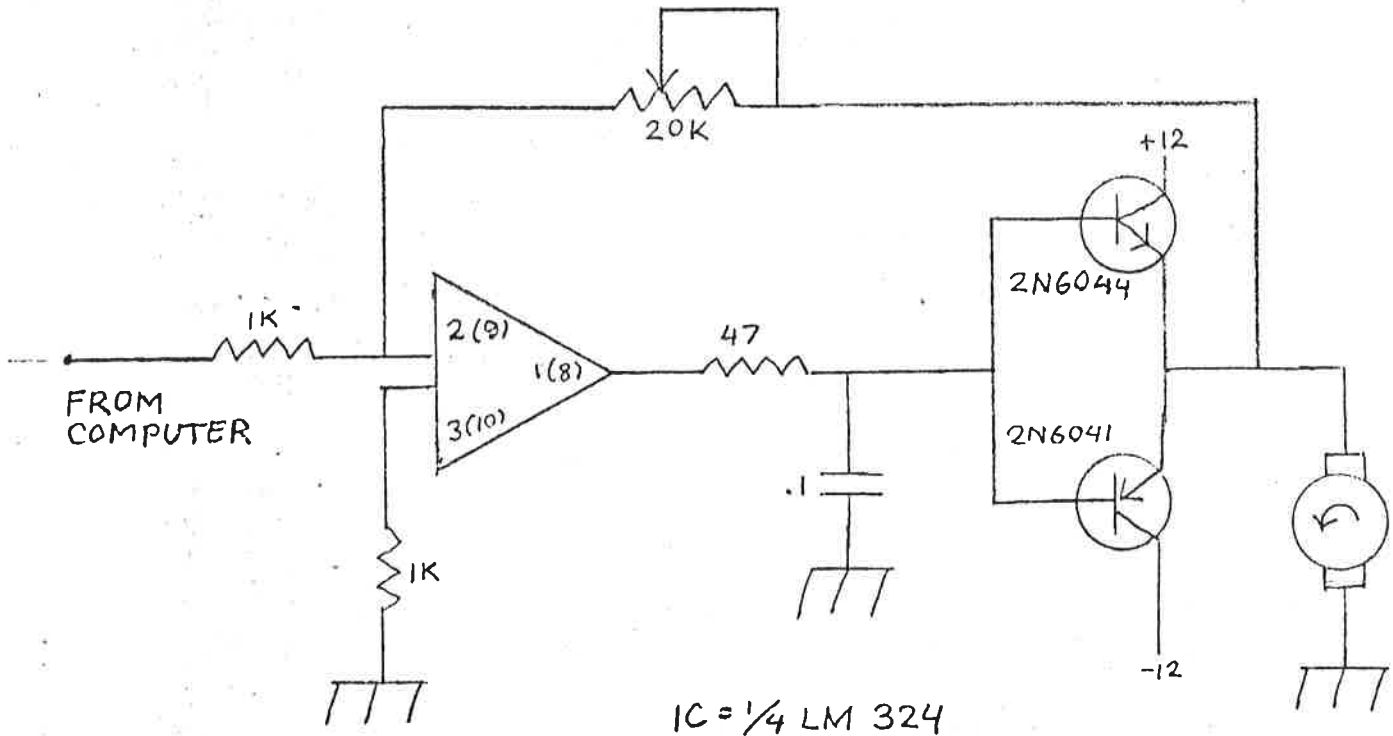 20K
+12
2N6044
1K
2(9)
1(8)
3(10)
47
FROM
COMPUTER
2N6041
.1
1K
-12
IC = 1/4 LM 324